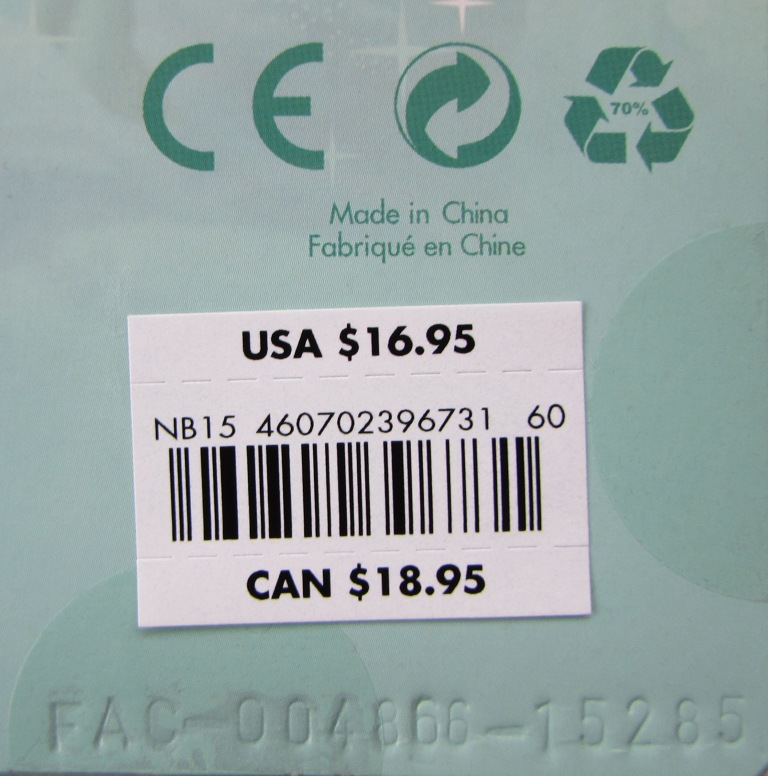 CE
70%
Made in China
Fabriqué en Chine
USA $16.95
NB15 460702396731 60
CAN $18.95
FAC-004866-15285